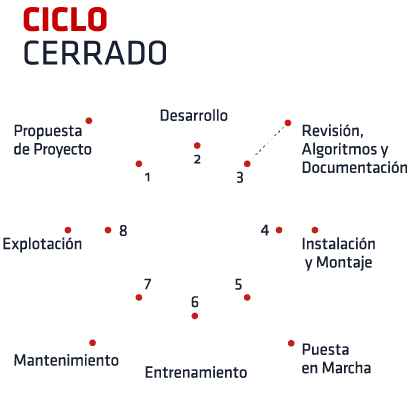 CICLO
CERRADO
Desarrollo
Propuesta
de Proyecto
Revisión,
Algoritmos y
Documentación
1
2
3
Explotación
8
4
Instalación
y Montaje
7
6
5
Mantenimiento
Entrenamiento
Puesta
en Marcha